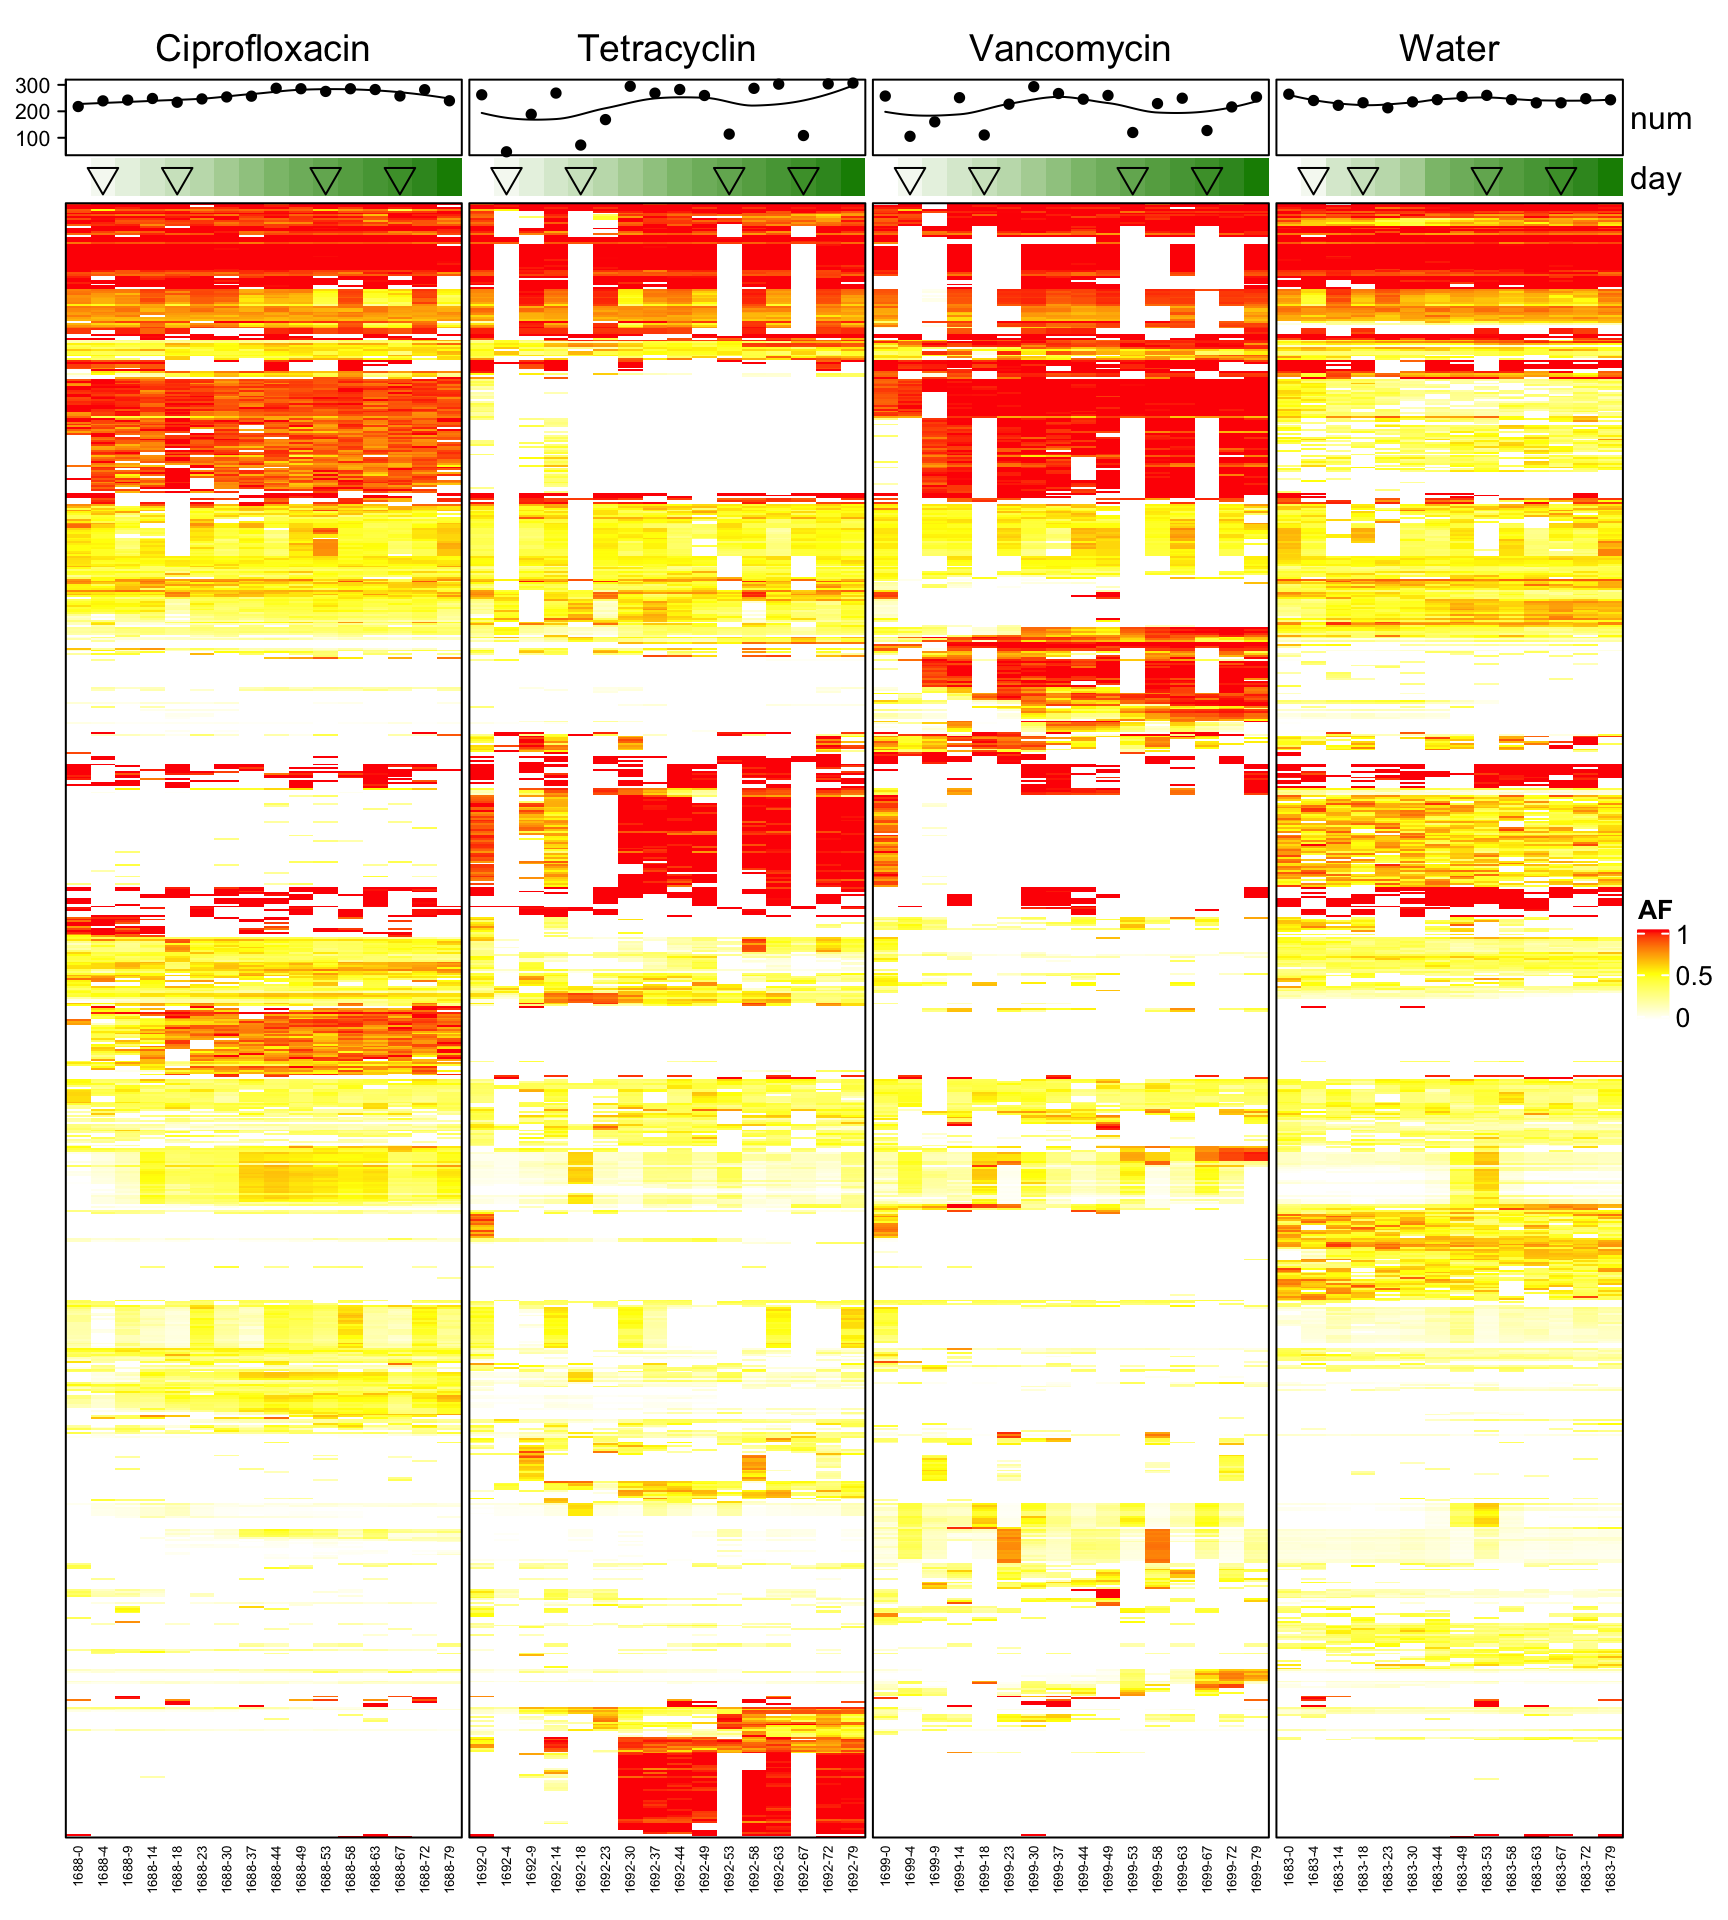 Ciprofloxacin Tetracyclin Vancomycin Water
300
200
100
num
day
AF
1
0.5
0
1688-0 1688-4 1688-9 1688-14 1688-18 1688-23 1688-30 1688-37 1688-44 1688-49 1688-53 1688-58 1688-63 1688-67 1688-72 1688-79 1692-0 1692-4 1692-9 1692-14 1692-18 1692-23 1692-30 1692-37 1692-44 1692-49 1692-53 1692-58 1692-63 1692-67 1692-72 1692-79 1699-0 1699-4 1699-9 1699-14 1699-18 1699-23 1699-30 1699-37 1699-44 1699-49 1699-53 1699-58 1699-63 1699-67 1699-72 1699-79 1683-0 1683-4 1683-14 1683-18 1683-23 1683-30 1683-44 1683-49 1683-53 1683-58 1683-63 1683-67 1683-72 1683-79